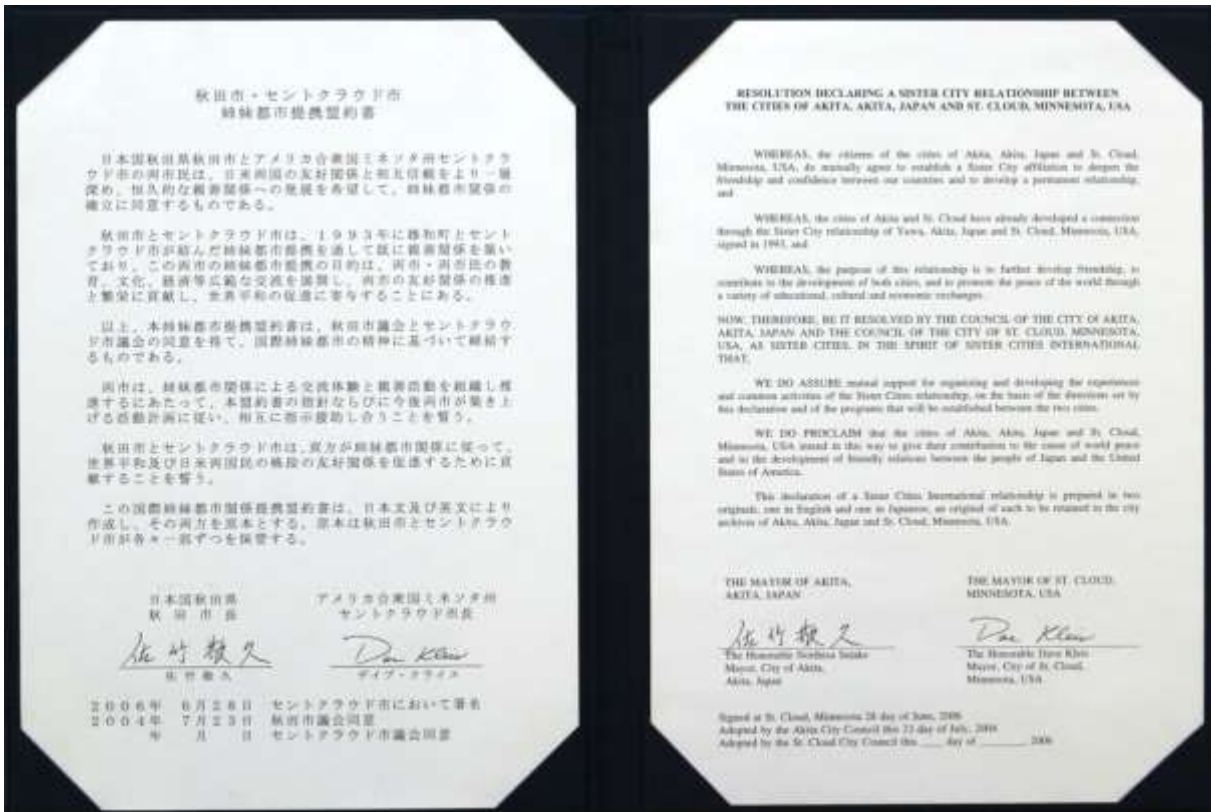 秋田市・セントクラウド市
姉妹都市提携盟約書
日本国秋田県秋田市とアメリカ合衆国ミネソタ州セントクラ
ウド市の両市民は、日米両国の友好関係と相互信頼をより一層
深め、恒久的な親善関係への発展を希望して、姉妹都市関係の
確立に同意するものである。
秋田市とセントクラウド市は、1993年に雄和町とセント
クラウド市が結んだ姉妹都市提携を通して既に親善関係を築い
ており、この両市の姉妹都市提携の目的は、両市・両市民の教
育、文化、経済等広範な交流を展開し、両市の友好関係の推進
と繁栄に貢献し、世界平和の促進に寄与することにある。
以上、本姉妹都市提携盟約書は、秋田市議会とセントクラウ
ド市議会の同意を得て、国際姉妹都市の精神に基づいて締結す
るものである。
両市は、姉妹都市関係による交流体験と親善活動を組織し推
進するにあたって、本盟約書の指針ならびに今後両市が築き上
げる活動計画に従い、相互に指示援助し合うことを誓う。
秋田市とセントクラウド市は、双方が姉妹都市関係に従って、
世界平和及び日米両国民の格段の友好関係を促進するために貢
献することを誓う。
この国際姉妹都市関係提携盟約書は、日本文及び英文により
作成し、その両方を原本とする。原本は秋田市とセントクラウ
ド市が各々一部ずつを保管する。
日本国秋田県 アメリカ合衆国ミネソタ州
秋田市長 セントクラウド市長
佐竹敬久 Dave Kleis
佐竹敬久 デイブ・クライス
2006年 6月28日 セントクラウド市において署名
2004年 7月23日 秋田市議会同意
年 月 日 セントクラウド市議会同意
RESOLUTION DECLARING A SISTER CITY RELATIONSHIP BETWEEN
THE CITIES OF AKITA, AKITA, JAPAN AND ST. CLOUD, MINNESOTA, USA
WHEREAS, the citizens of the cities of Akita, Akita, Japan and St. Cloud,
Minnesota, USA, do mutually agree to establish a Sister City affiliation to deepen the
friendship and confidence between our countries and to develop a permanent relationship,
and
WHEREAS, the cities of Akita and St. Cloud have already developed a connection
through the Sister City relationship of Yuwa, Akita, Japan and St. Cloud, Minnesota, USA,
signed in 1993, and
WHEREAS, the purpose of this relationship is to further develop friendship, to
contribute to the development of both cities, and to promote the peace of the world through
a variety of educational, cultural and economic exchanges.
NOW, THEREFORE, BE IT RESOLVED BY THE COUNCIL OF THE CITY OF AKITA,
AKITA, JAPAN AND THE COUNCIL OF THE CITY OF ST. CLOUD, MINNESOTA,
USA, AS SISTER CITIES, IN THE SPIRIT OF SISTER CITIES INTERNATIONAL
THAT,
WE DO ASSURE mutual support for organizing and developing the experiences
and common activities of the Sister Cities relationship, on the basis of the directions set by
this declaration and of the programs that will be established between the two cities.
WE DO PROCLAIM that the cities of Akita, Akita, Japan and St. Cloud,
Minnesota, USA intend in this way to give their contribution to the cause of world peace
and to the development of friendly relations between the people of Japan and the United
States of America.
This declaration of a Sister Cities International relationship is prepared in two
originals, one in English and one in Japanese, an original of each to be retained in the city
archives of Akita, Akita, Japan and St. Cloud, Minnesota, USA.
THE MAYOR OF AKITA, THE MAYOR OF ST. CLOUD,
AKITA, JAPAN MINNESOTA, USA
佐竹敬久 Dave Kleis
The Honorable Norihisa Satake The Honorable Dave Kleis
Mayor, City of Akita, Mayor, City of St. Cloud,
Akita, Japan Minnesota, USA
Signed at St. Cloud, Minnesota 28 day of June, 2006
Adopted by the Akita City Council this 23 day of July, 2004
Adopted by the St. Cloud City Council this ____ day of ________ 2006